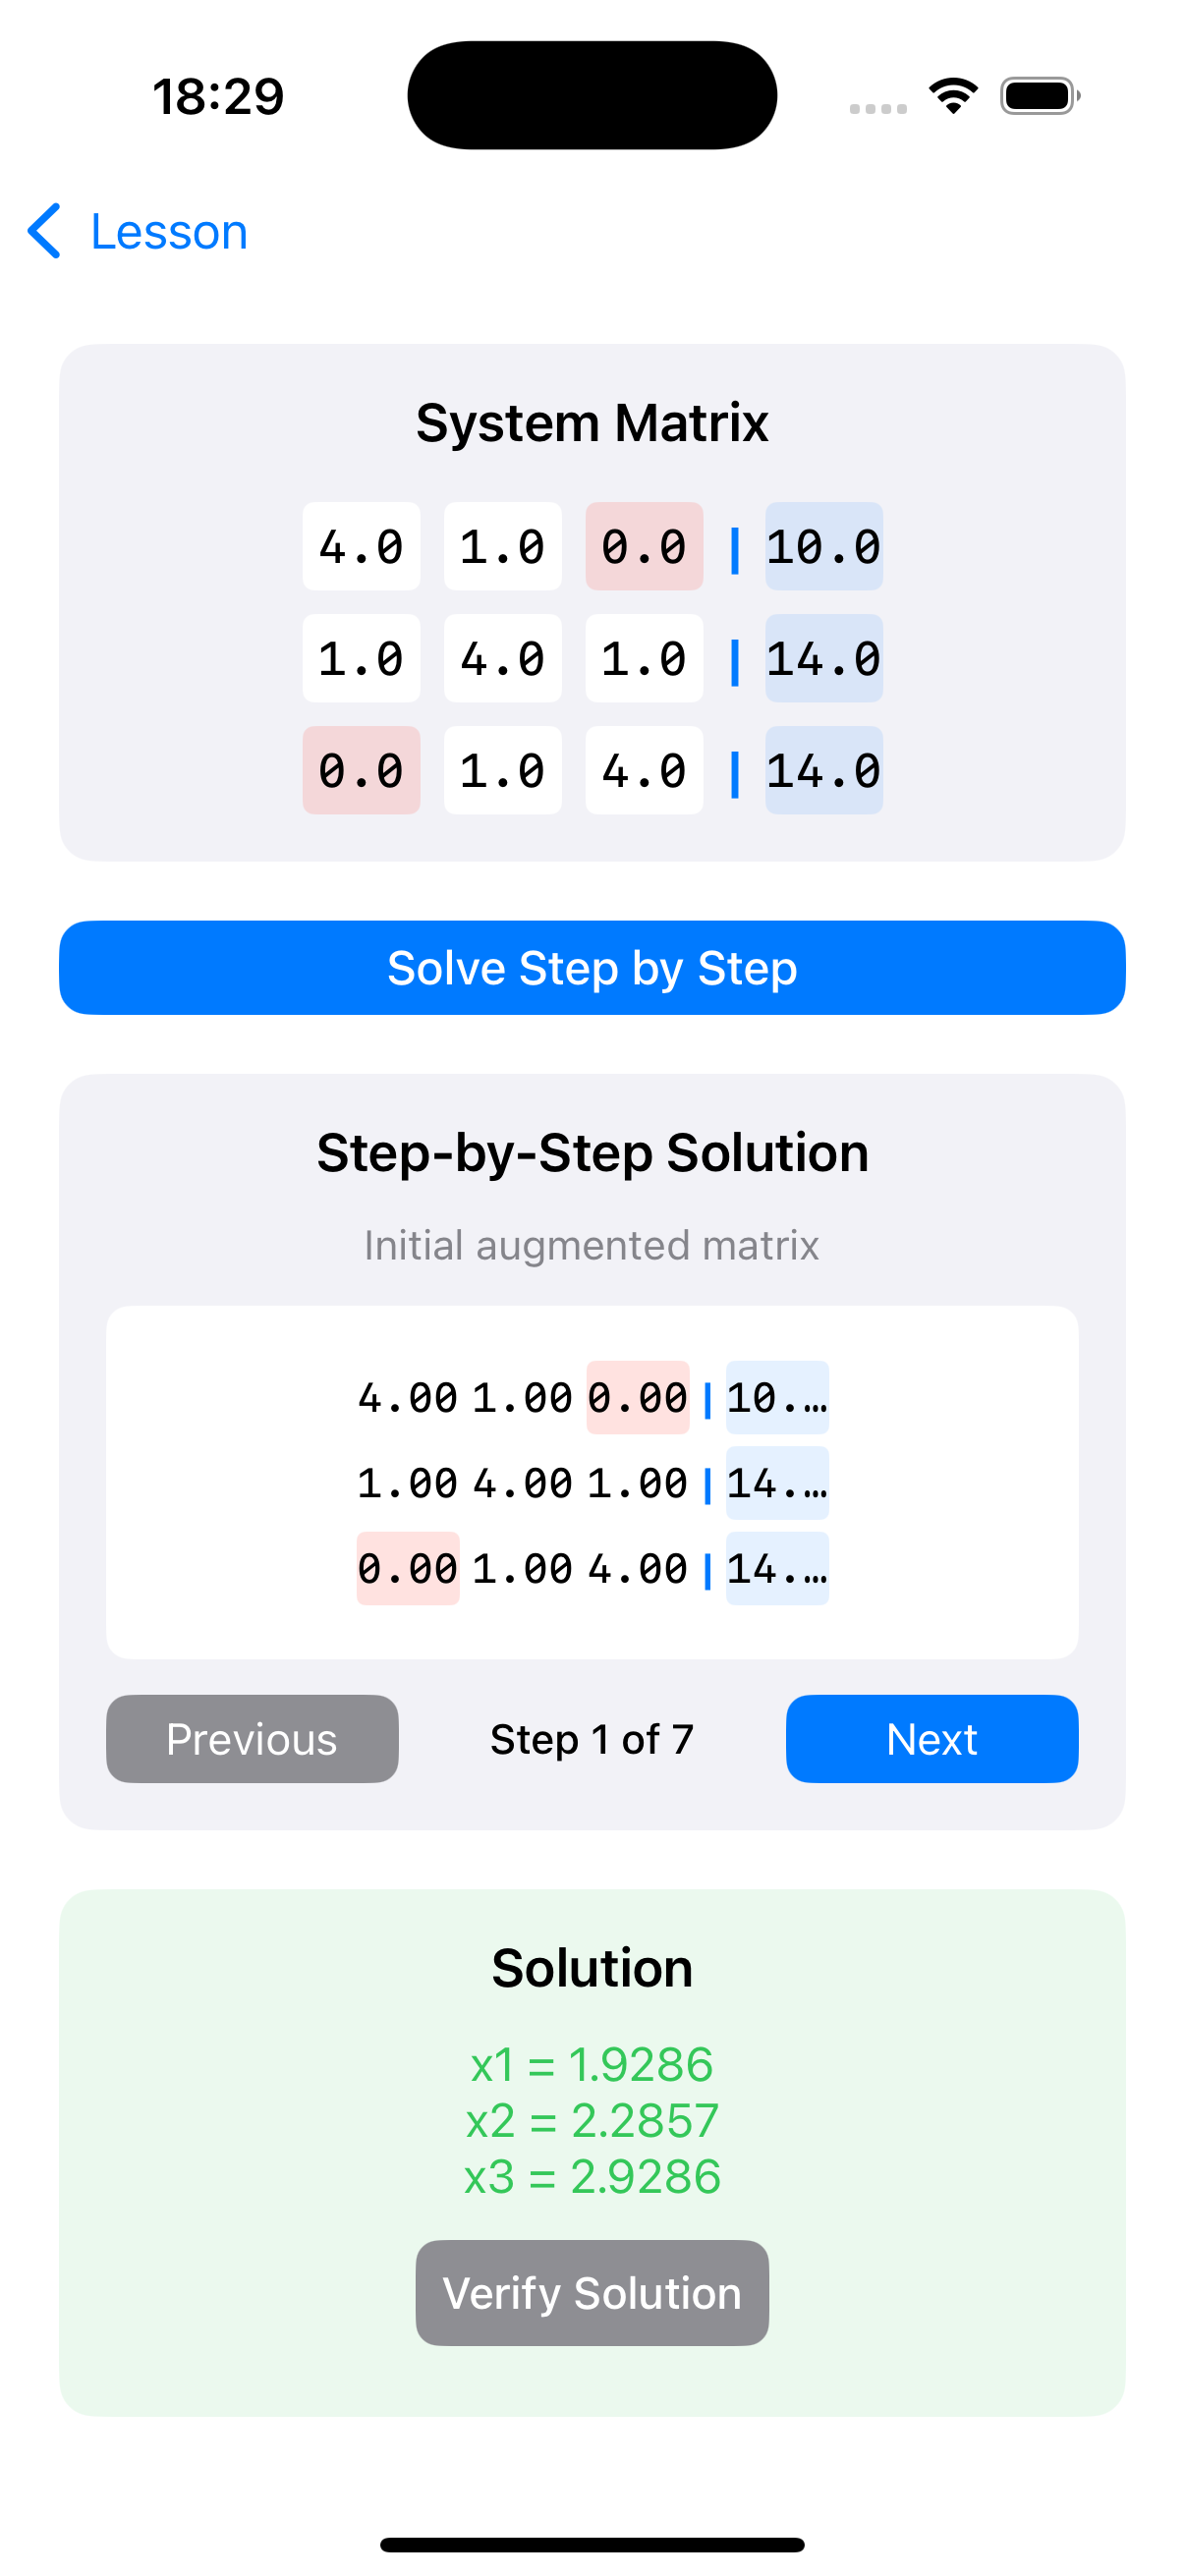 18:29
Lesson
System Matrix
4.0 1.0 0.0 | 10.0
1.0 4.0 1.0 | 14.0
0.0 1.0 4.0 | 14.0
Solve Step by Step
Step-by-Step Solution
Initial augmented matrix
4.00 1.00 0.00 | 10.…
1.00 4.00 1.00 | 14.…
0.00 1.00 4.00 | 14.…
Previous Step 1 of 7 Next
Solution
x1 = 1.9286
x2 = 2.2857
x3 = 2.9286
Verify Solution